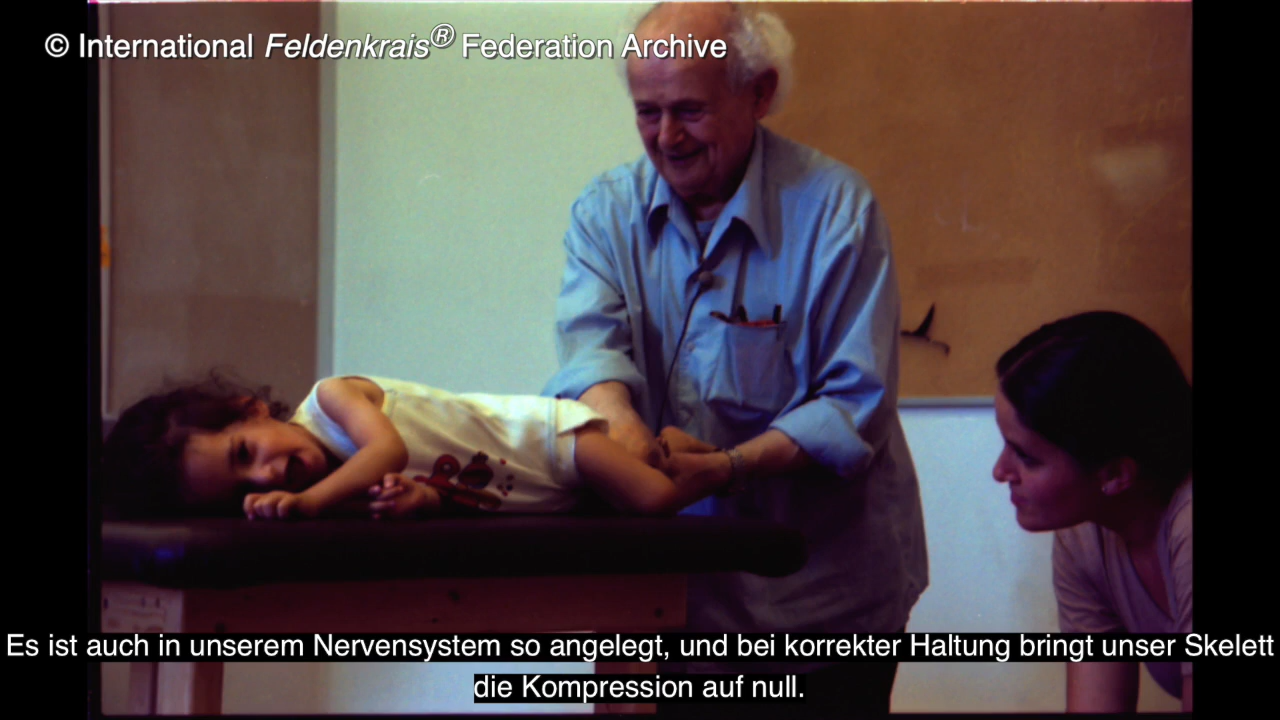 © International Feldenkrais® Federation Archive
Es ist auch in unserem Nervensystem so angelegt, und bei korrekter Haltung bringt unser Skelett
die Kompression auf null.